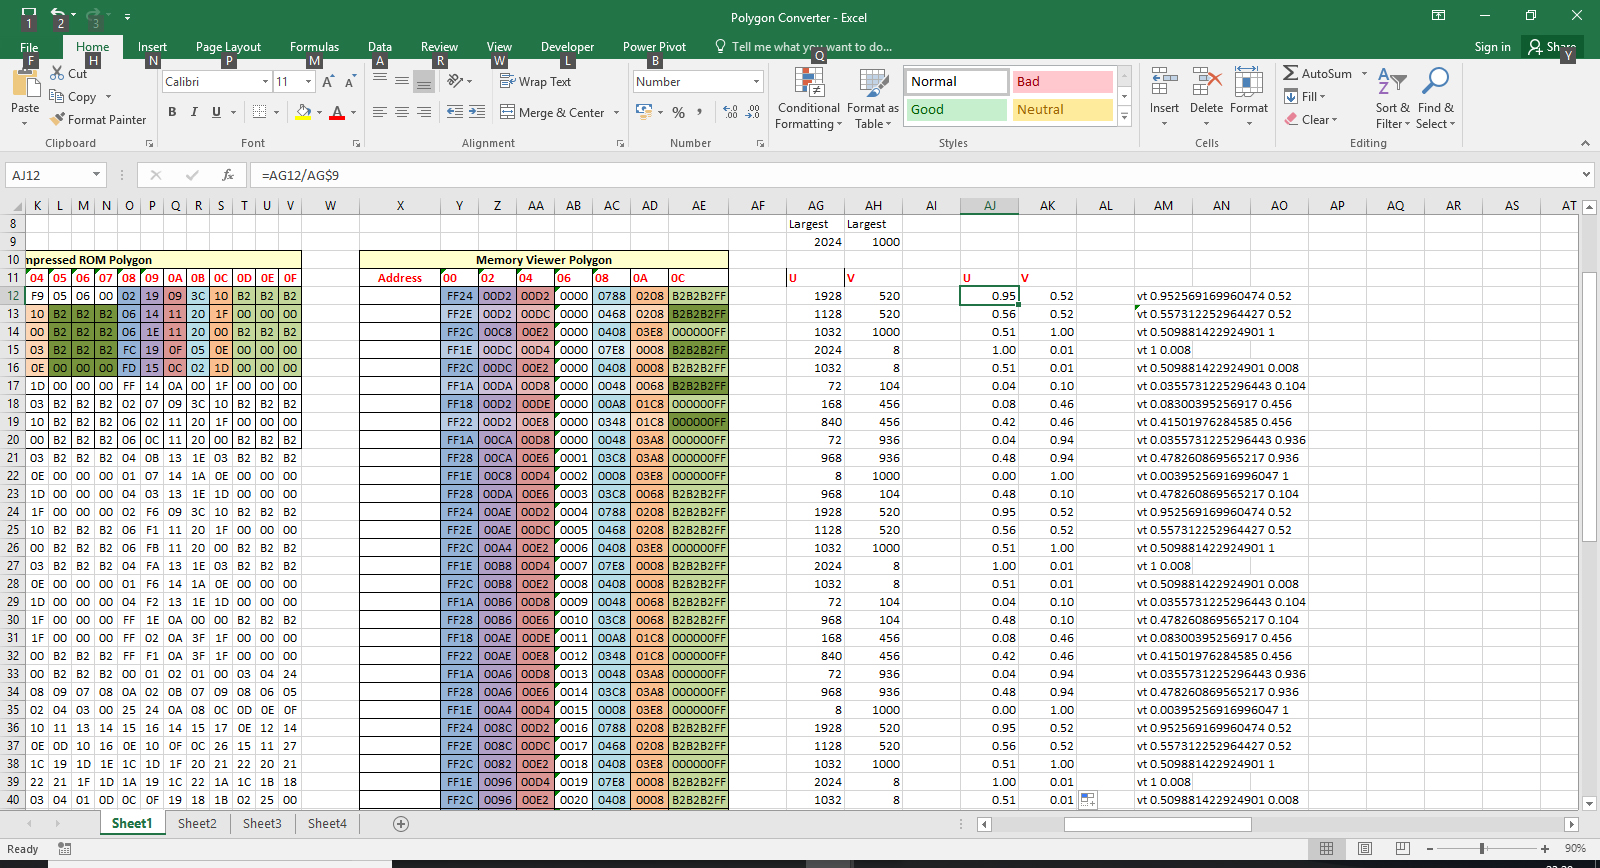 Polygon Converter - Excel
1 2 3
File Home Insert Page Layout Formulas Data Review View Developer Power Pivot Tell me what you want to do... Sign in Share
F H N P M A R W L B Q Y
Paste Cut Copy Format Painter
Clipboard
Calibri 11
B I U A
Font
Wrap Text
Merge & Center
Alignment
Number
% ,
Number
Conditional Formatting Format as Table
Normal Bad
Good Neutral
Styles
Insert Delete Format
Cells
AutoSum Fill Clear
Sort & Filter Find & Select
Editing
AJ12 fx =AG12/AG$9
K L M N O P Q R S T U V W X Y Z AA AB AC AD AE AF AG AH AI AJ AK AL AM AN AO AP AQ AR AS AT
8 Largest Largest
9 2024 1000
10 mpressed ROM Polygon Memory Viewer Polygon
11 04 05 06 07 08 09 0A 0B 0C 0D 0E 0F Address 00 02 04 06 08 0A 0C U V U V
12 F9 05 06 00 02 19 09 3C 10 B2 B2 B2 FF24 00D2 00D2 0000 0788 0208 B2B2B2FF 1928 520 0.95 0.52 vt 0.952569169960474 0.52
13 10 B2 B2 B2 06 14 11 20 1F 00 00 00 FF2E 00D2 00DC 0000 0468 0208 B2B2B2FF 1128 520 0.56 0.52 vt 0.557312252964427 0.52
14 00 B2 B2 B2 06 1E 11 20 00 B2 B2 B2 FF2C 00C8 00E2 0000 0408 03E8 000000FF 1032 1000 0.51 1.00 vt 0.509881422924901 1
15 03 B2 B2 B2 FC 19 0F 05 0E 00 00 00 FF1E 00DC 00D4 0000 07E8 0008 B2B2B2FF 2024 8 1.00 0.01 vt 1 0.008
16 0E 00 00 00 FD 15 0C 02 1D 00 00 00 FF2C 00DC 00E2 0000 0408 0008 B2B2B2FF 1032 8 0.51 0.01 vt 0.509881422924901 0.008
17 1D 00 00 00 FF 14 0A 00 1F 00 00 00 FF1A 00DA 00D8 0000 0048 0068 B2B2B2FF 72 104 0.04 0.10 vt 0.0355731225296443 0.104
18 03 B2 B2 B2 02 07 09 3C 10 B2 B2 B2 FF18 00D2 00DE 0000 00A8 01C8 000000FF 168 456 0.08 0.46 vt 0.08300395256917 0.456
19 10 B2 B2 B2 06 02 11 20 1F 00 00 00 FF22 00D2 00E8 0000 0348 01C8 000000FF 840 456 0.42 0.46 vt 0.41501976284585 0.456
20 00 B2 B2 B2 06 0C 11 20 00 B2 B2 B2 FF1A 00CA 00D8 0000 0048 03A8 000000FF 72 936 0.04 0.94 vt 0.0355731225296443 0.936
21 03 B2 B2 B2 04 0B 13 1E 03 B2 B2 B2 FF28 00CA 00E6 0001 03C8 03A8 000000FF 968 936 0.48 0.94 vt 0.478260869565217 0.936
22 0E 00 00 00 01 07 14 1A 0E 00 00 00 FF1E 00C8 00D4 0002 0008 03E8 000000FF 8 1000 0.00 1.00 vt 0.00395256916996047 1
23 1D 00 00 00 04 03 13 1E 1D 00 00 00 FF28 00DA 00E6 0003 03C8 0068 B2B2B2FF 968 104 0.48 0.10 vt 0.478260869565217 0.104
24 1F 00 00 00 02 F6 09 3C 10 B2 B2 B2 FF24 00AE 00D2 0004 0788 0208 B2B2B2FF 1928 520 0.95 0.52 vt 0.952569169960474 0.52
25 10 B2 B2 B2 06 F1 11 20 1F 00 00 00 FF2E 00AE 00DC 0005 0468 0208 B2B2B2FF 1128 520 0.56 0.52 vt 0.557312252964427 0.52
26 00 B2 B2 B2 06 FB 11 20 00 B2 B2 B2 FF2C 00A4 00E2 0006 0408 03E8 000000FF 1032 1000 0.51 1.00 vt 0.509881422924901 1
27 03 B2 B2 B2 04 FA 13 1E 03 B2 B2 B2 FF1E 00B8 00D4 0007 07E8 0008 B2B2B2FF 2024 8 1.00 0.01 vt 1 0.008
28 0E 00 00 00 01 F6 14 1A 0E 00 00 00 FF2C 00B8 00E2 0008 0408 0008 B2B2B2FF 1032 8 0.51 0.01 vt 0.509881422924901 0.008
29 1D 00 00 00 04 F2 13 1E 1D 00 00 00 FF1A 00B6 00D8 0009 0048 0068 B2B2B2FF 72 104 0.04 0.10 vt 0.0355731225296443 0.104
30 1F 00 00 00 FF 1E 0A 00 00 B2 B2 B2 FF28 00B6 00E6 0010 03C8 0068 B2B2B2FF 968 104 0.48 0.10 vt 0.478260869565217 0.104
31 1F 00 00 00 FF 02 0A 3F 1F 00 00 00 FF18 00AE 00DE 0011 00A8 01C8 000000FF 168 456 0.08 0.46 vt 0.08300395256917 0.456
32 00 B2 B2 B2 FF F1 0A 3F 1F 00 00 00 FF22 00AE 00E8 0012 0348 01C8 000000FF 840 456 0.42 0.46 vt 0.41501976284585 0.456
33 00 B2 B2 B2 00 01 02 01 00 03 04 24 FF1A 00A6 00D8 0013 0048 03A8 000000FF 72 936 0.04 0.94 vt 0.0355731225296443 0.936
34 08 09 07 08 0A 02 0B 07 09 08 06 05 FF28 00A6 00E6 0014 03C8 03A8 000000FF 968 936 0.48 0.94 vt 0.478260869565217 0.936
35 02 04 03 00 25 24 0A 08 0C 0D 0E 0F FF1E 00A4 00D4 0015 0008 03E8 000000FF 8 1000 0.00 1.00 vt 0.00395256916996047 1
36 10 11 13 14 15 16 14 15 17 0E 12 14 FF24 008C 00D2 0016 0788 0208 B2B2B2FF 1928 520 0.95 0.52 vt 0.952569169960474 0.52
37 0E 0D 10 16 0E 10 0F 0C 26 15 11 27 FF2E 008C 00DC 0017 0468 0208 B2B2B2FF 1128 520 0.56 0.52 vt 0.557312252964427 0.52
38 1C 19 1D 1E 1C 1D 1F 20 21 22 20 21 FF2C 0082 00E2 0018 0408 03E8 000000FF 1032 1000 0.51 1.00 vt 0.509881422924901 1
39 22 21 1F 1D 1A 19 1C 22 1A 1C 1B 18 FF1E 0096 00D4 0019 07E8 0008 B2B2B2FF 2024 8 1.00 0.01 vt 1 0.008
40 03 04 01 0D 0C 0F 19 18 1B 02 25 00 FF2C 0096 00E2 0020 0408 0008 B2B2B2FF 1032 8 0.51 0.01 vt 0.509881422924901 0.008
Sheet1 Sheet2 Sheet3 Sheet4
Ready 90%